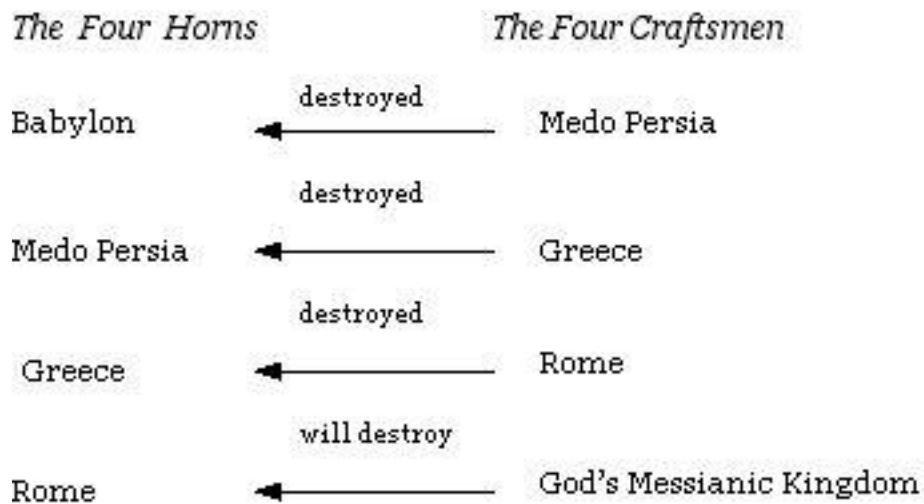 The Four Horns The Four Craftsmen
destroyed
Babylon Medo Persia
destroyed
Medo Persia Greece
destroyed
Greece Rome
will destroy
Rome God's Messianic Kingdom